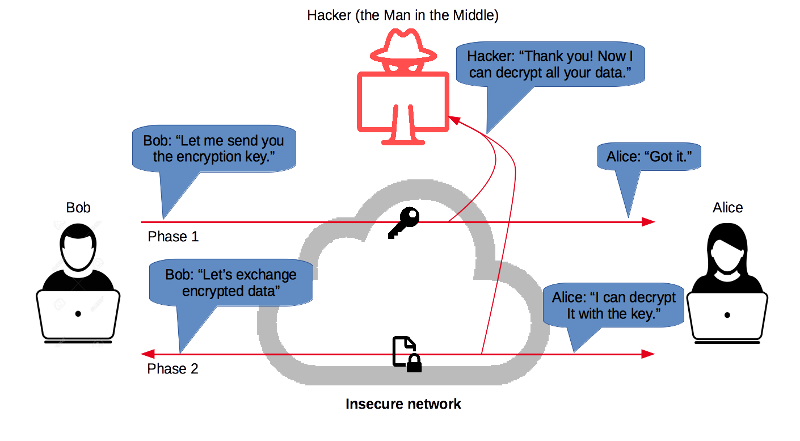 Hacker (the Man in the Middle)
Hacker: “Thank you! Now I
can decrypt all your data.”
Bob: “Let me send you
the encryption key.”
Alice: “Got it.”
Bob
Alice
Phase 1
Bob: “Let’s exchange
encrypted data”
Alice: “I can decrypt
It with the key.”
Phase 2
Insecure network